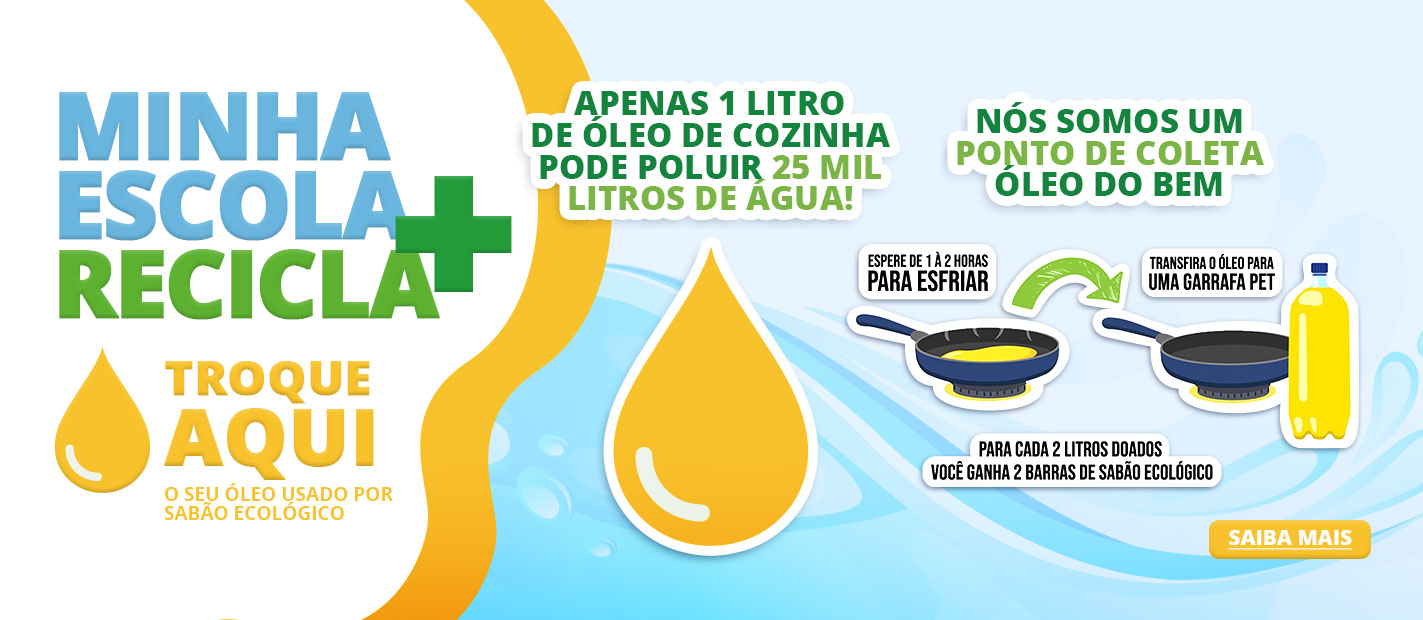 MINHA
ESCOLA
RECICLA+
TROQUE
AQUI
O SEU ÓLEO USADO POR
SABÃO ECOLÓGICO
APENAS 1 LITRO
DE ÓLEO DE COZINHA
PODE POLUIR 25 MIL
LITROS DE ÁGUA!
NÓS SOMOS UM
PONTO DE COLETA
ÓLEO DO BEM
ESPERE DE 1 À 2 HORAS
PARA ESFRIAR
TRANSFIRA O ÓLEO PARA
UMA GARRAFA PET
PARA CADA 2 LITROS DOADOS
VOCÊ GANHA 2 BARRAS DE SABÃO ECOLÓGICO
SAIBA MAIS